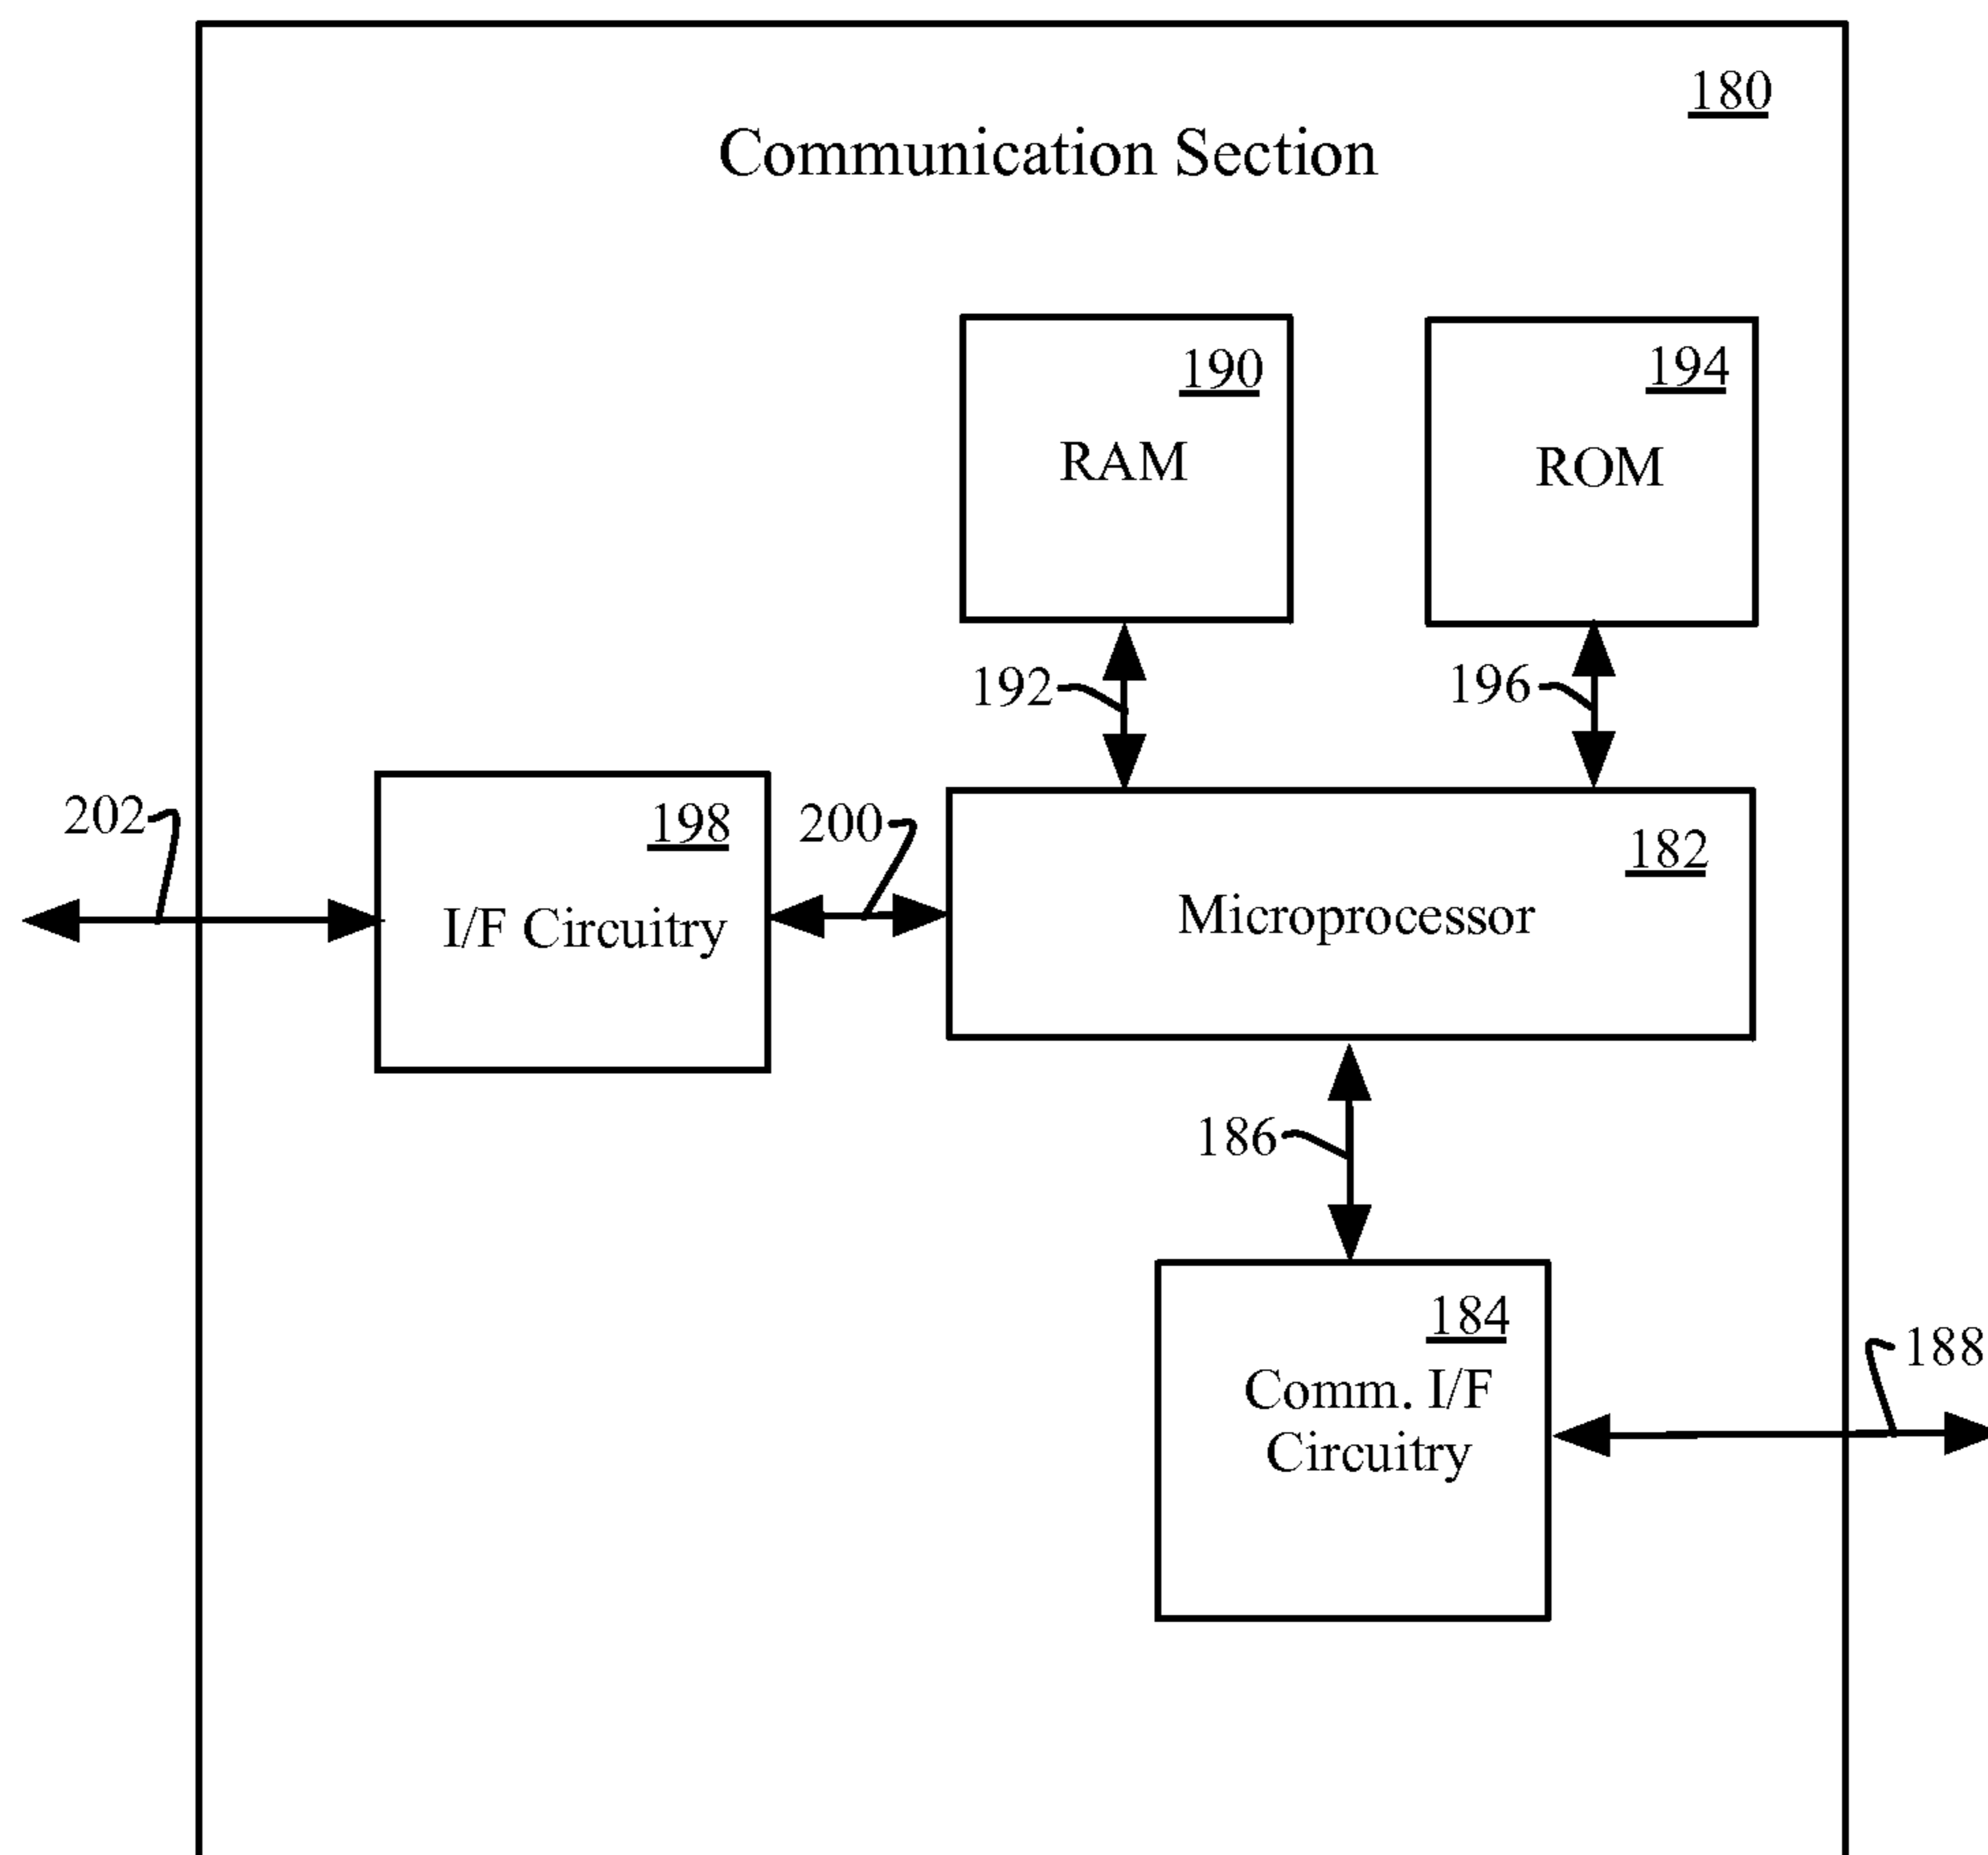 180
Communication Section
190
RAM
194
ROM
192
196
202
198
I/F Circuitry
200
182
Microprocessor
186
184
Comm. I/F
Circuitry
188